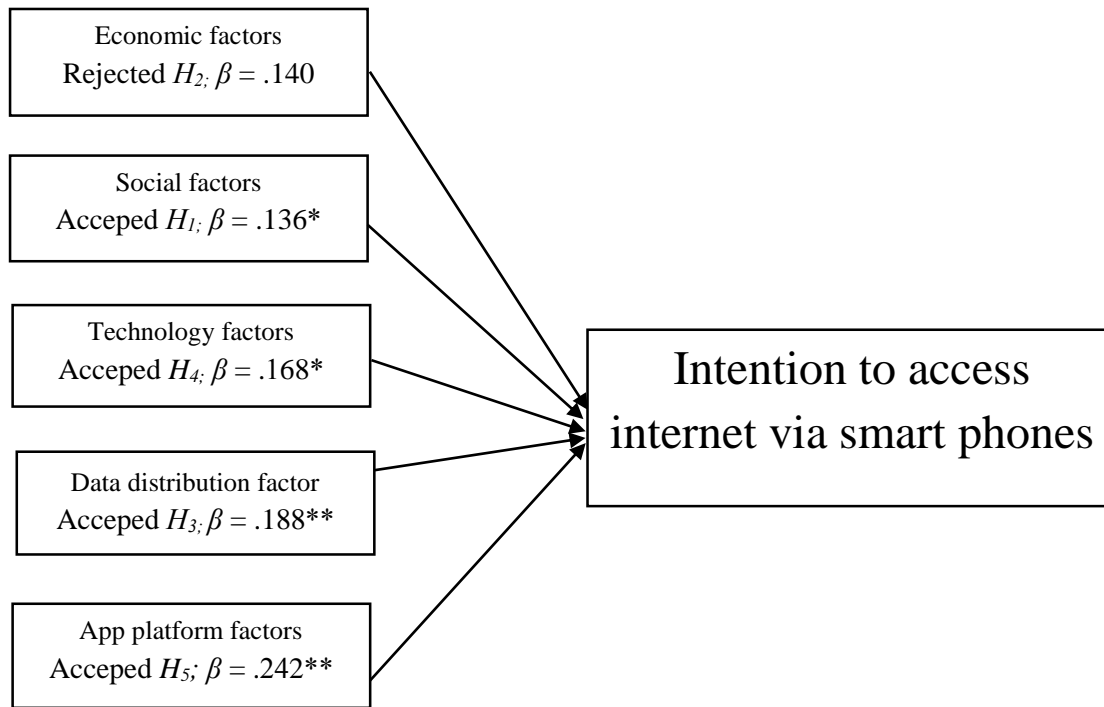 Economic factors
Rejected H2; β = .140
Social factors
Acceped H1; β = .136*
Technology factors
Acceped H4; β = .168*
Data distribution factor
Acceped H3; β = .188**
App platform factors
Acceped H5; β = .242**
Intention to access
internet via smart phones